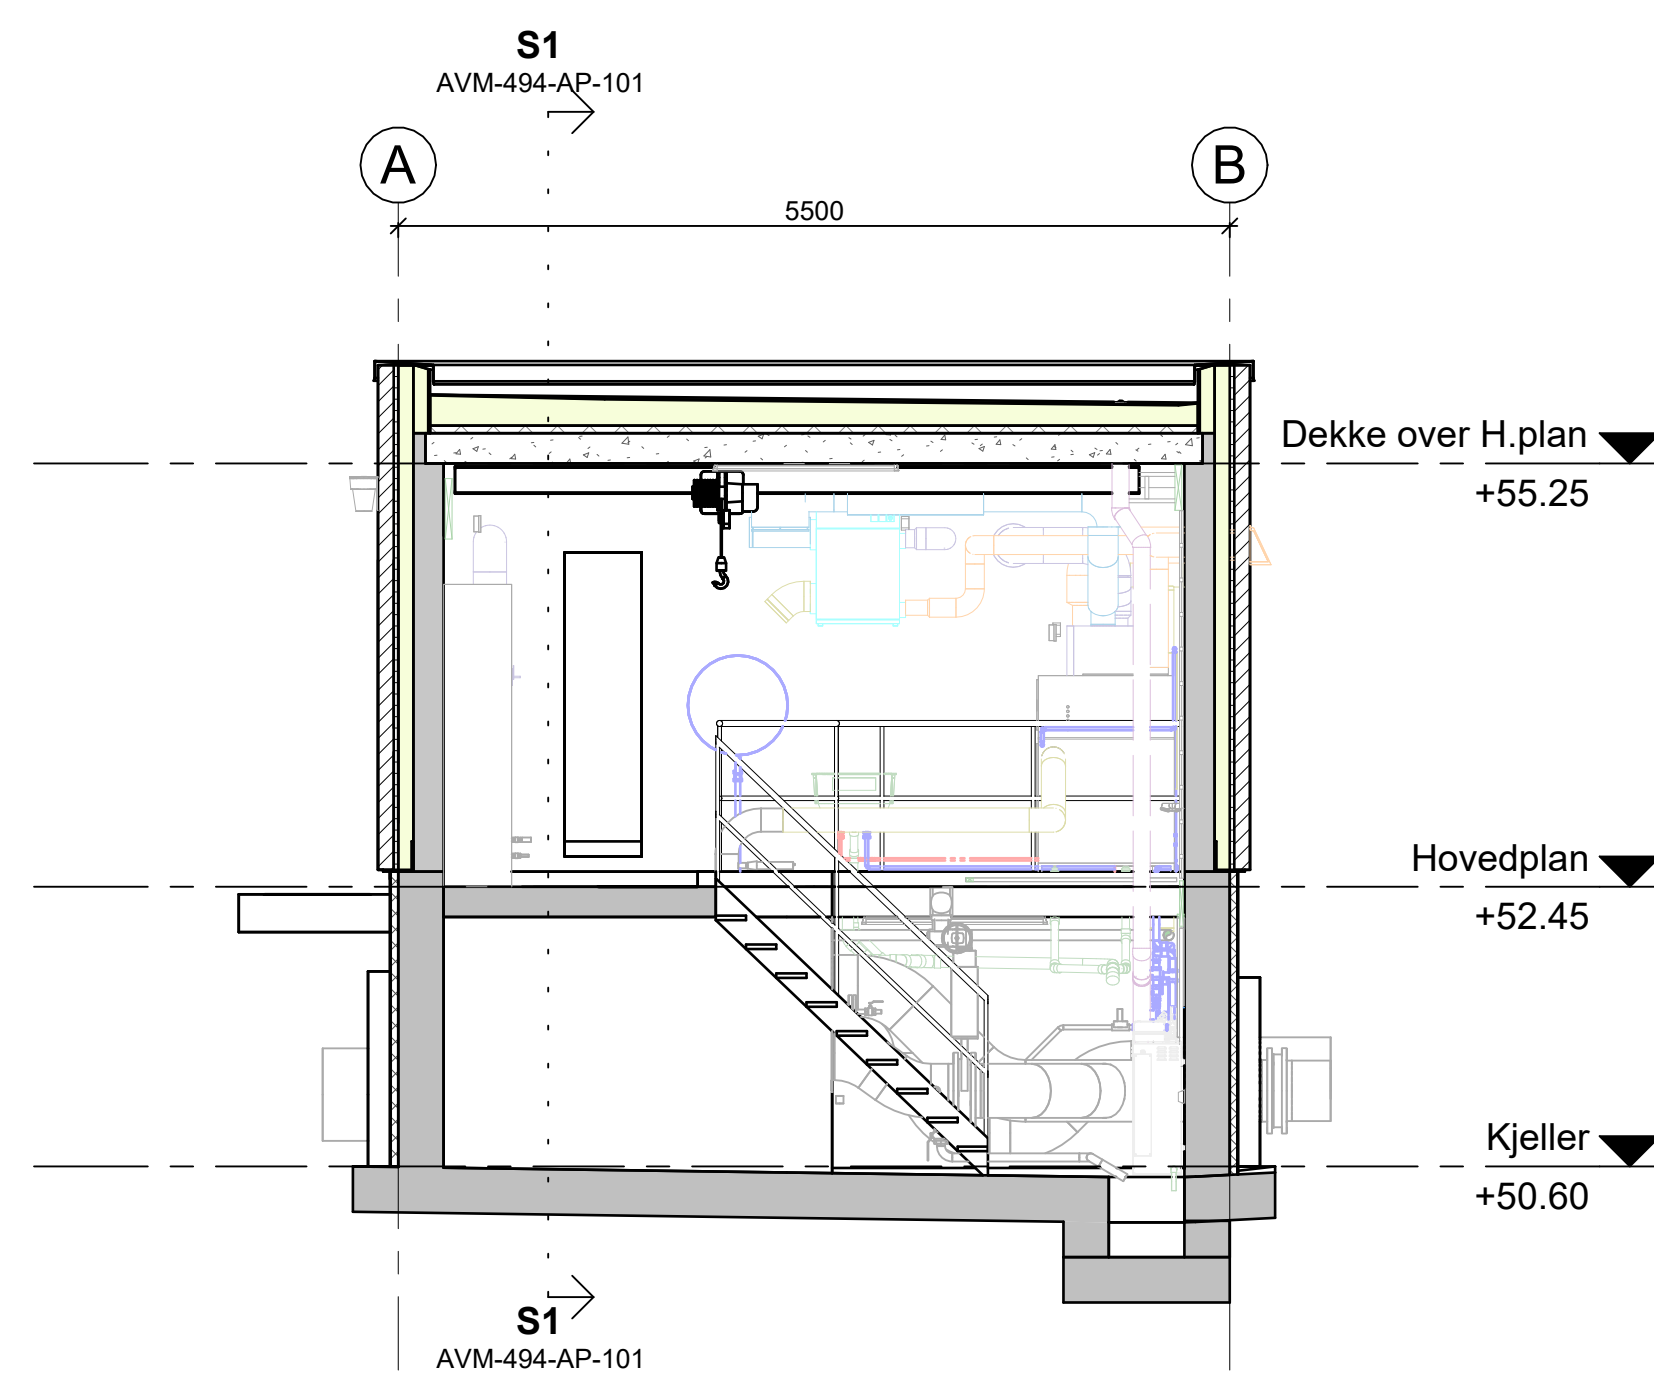 S1
AVM-494-AP-101
A
B
5500
Dekke over H.plan
+55.25
Hovedplan
+52.45
Kjeller
+50.60
S1
AVM-494-AP-101